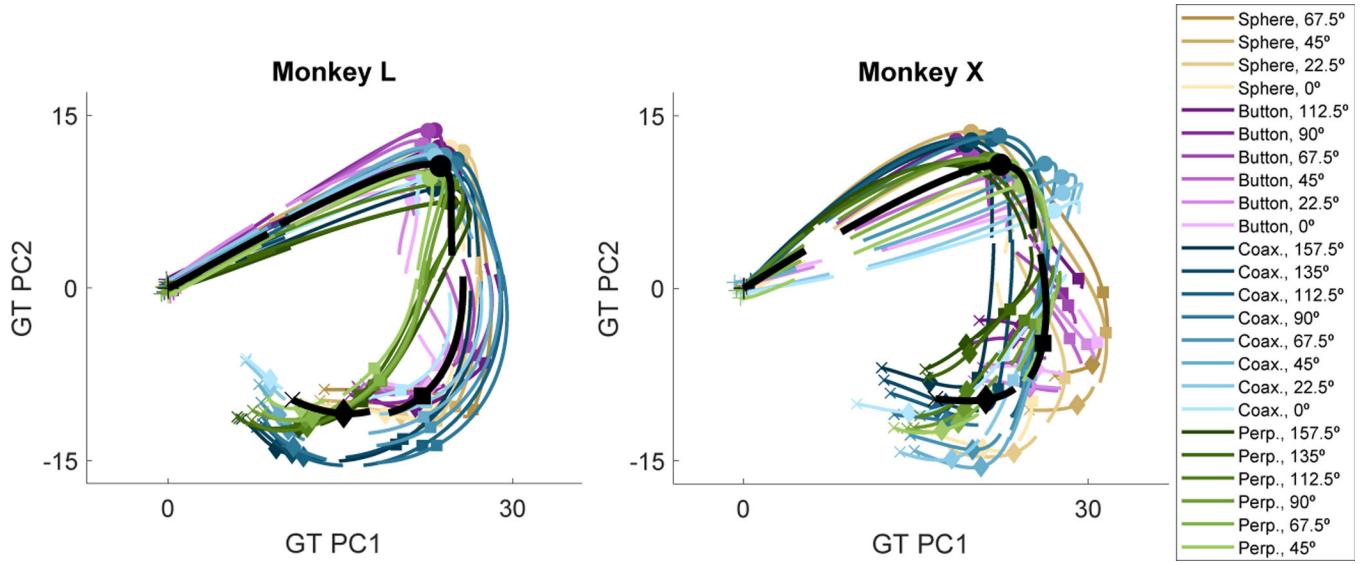 Monkey L
15
0
-15
GT PC2
0
30
GT PC1
Monkey X
15
0
-15
GT PC2
0
30
GT PC1
Sphere, 67.5º
Sphere, 45º
Sphere, 22.5º
Sphere, 0º
Button, 112.5º
Button, 90º
Button, 67.5º
Button, 45º
Button, 22.5º
Button, 0º
Coax., 157.5º
Coax., 135º
Coax., 112.5º
Coax., 90º
Coax., 67.5º
Coax., 45º
Coax., 22.5º
Coax., 0º
Perp., 157.5º
Perp., 135º
Perp., 112.5º
Perp., 90º
Perp., 67.5º
Perp., 45º